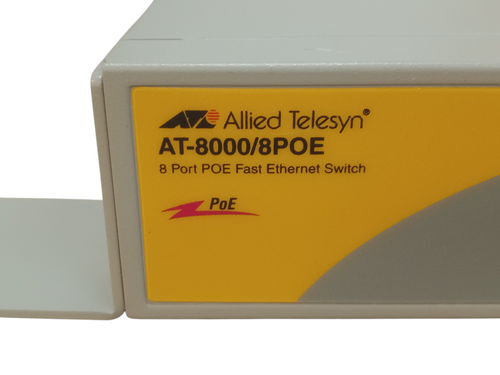 Allied Telesyn®
AT-8000/8POE
8 Port POE Fast Ethernet Switch
PoE